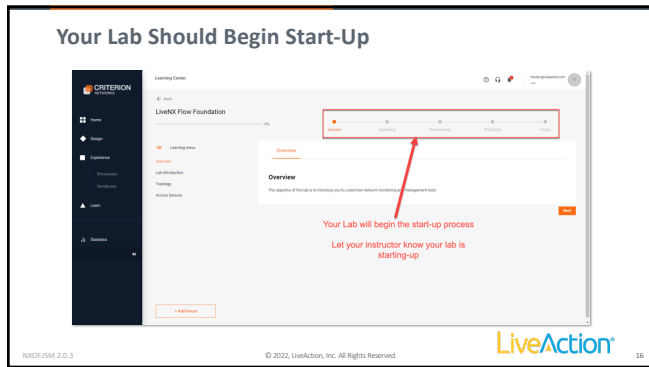 Your Lab Should Begin Start-Up
CRITERION
NETWORKS
Learning Center
Back
LiveNX Flow Foundation
0%
Home
Design
Experience
Showcases
Sandboxes
Learn
Statistics
Learning items
Overview
Lab Introduction
Topology
Access Devices
Overview
Overview
The objective of this lab is to introduce you to LiveAction network monitoring and management tools.
Next
Your Lab will begin the start-up process
Let your instructor know your lab is
starting-up
+ Add Hours
NXOF.ISM.2.0.3
© 2022, LiveAction, Inc. All Rights Reserved.
LiveAction®
16